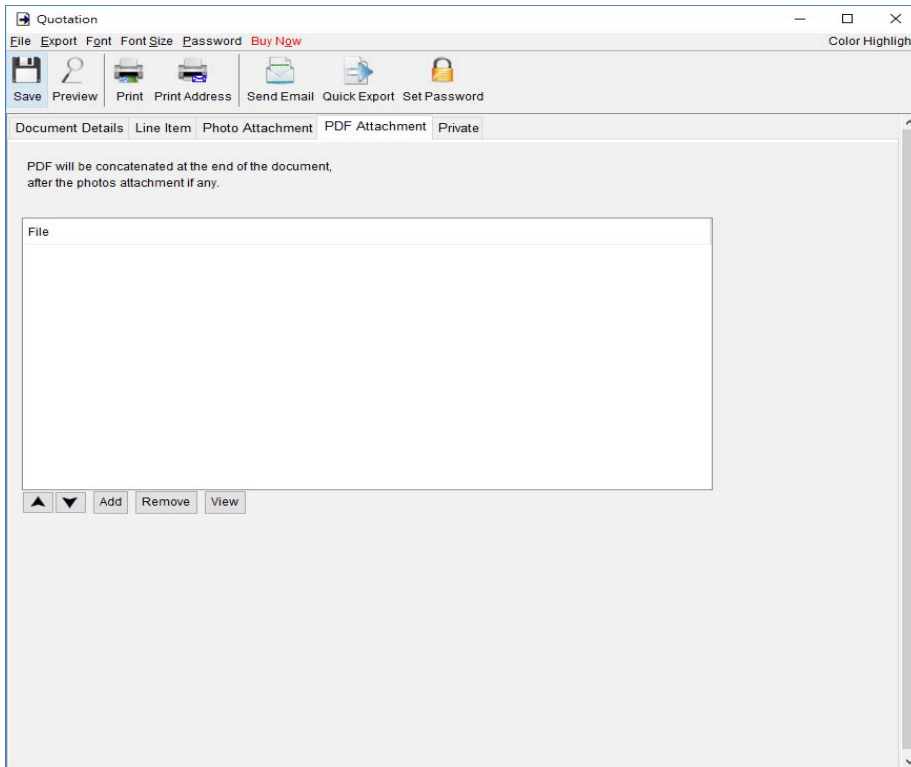 Quotation
File Export Font Font Size Password Buy Now Color Highligh
Save Preview Print Print Address Send Email Quick Export Set Password
Document Details Line Item Photo Attachment PDF Attachment Private
PDF will be concatenated at the end of the document,
after the photos attachment if any.
File
Add Remove View